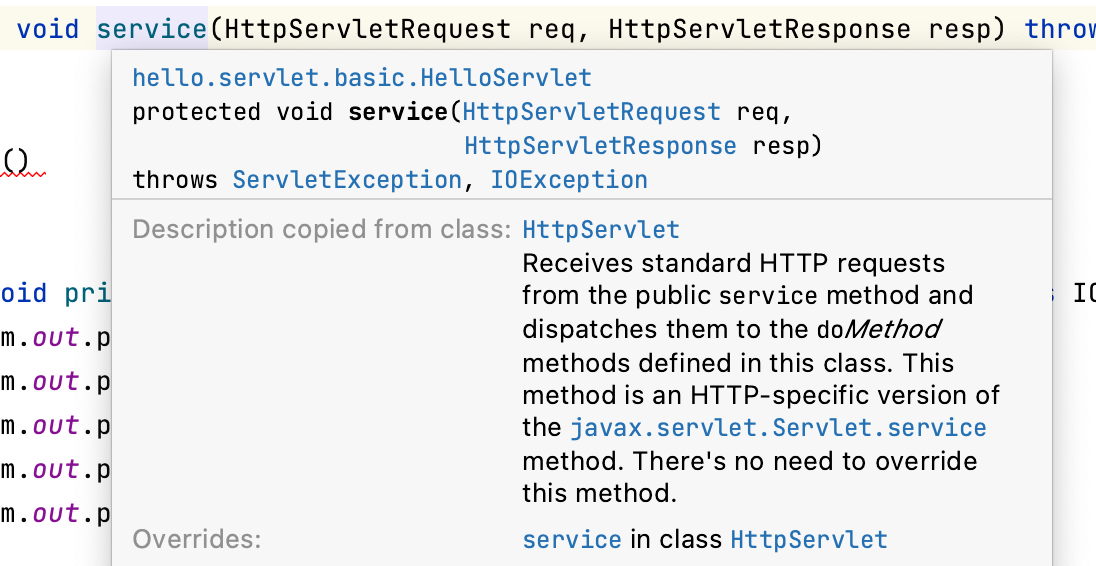 void service(HttpServletRequest req, HttpServletResponse resp) throw
hello.servlet.basic.HelloServlet
protected void service(HttpServletRequest req,
HttpServletResponse resp)
()
throws ServletException, IOException
Description copied from class: HttpServlet
Receives standard HTTP requests
oid pri
from the public service method and
IO
m.out.p
dispatches them to the doMethod
methods defined in this class. This
m.out.p
method is an HTTP-specific version of
m.out.p
the javax.servlet.Servlet.service
m.out.p
method. There's no need to override
this method.
m.out.p
Overrides: service in class HttpServlet